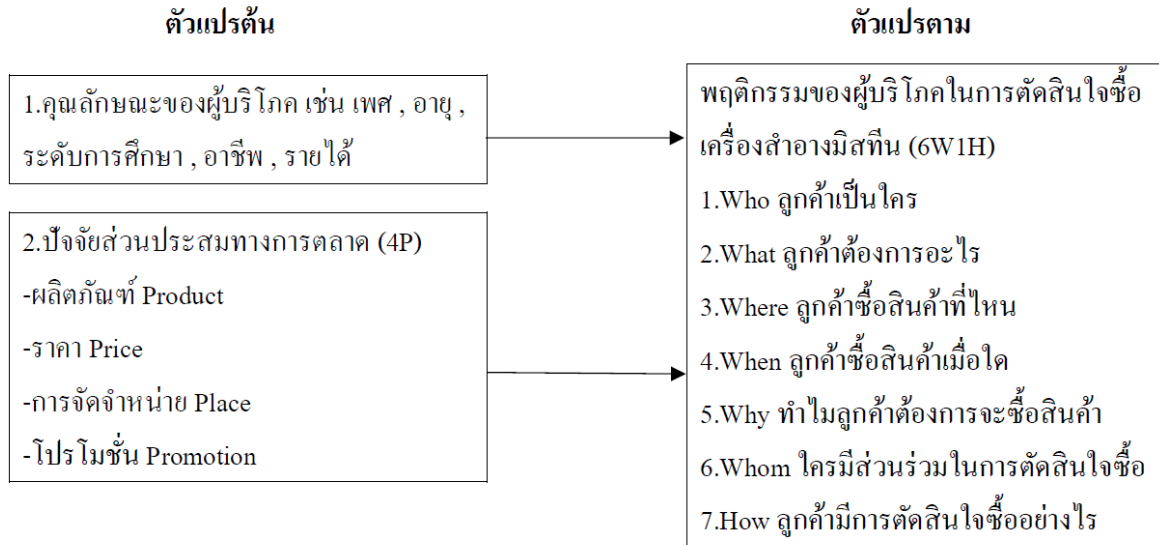 ตัวแปรต้น
1.คุณลักษณะของผู้บริโภค เช่น เพศ , อายุ ,
ระดับการศึกษา , อาชีพ , รายได้
2.ปัจจัยส่วนประสมทางการตลาด (4P)
-ผลิตภัณฑ์ Product
-ราคา Price
-การจัดจำหน่าย Place
-โปรโมชั่น Promotion
ตัวแปรตาม
พฤติกรรมของผู้บริโภคในการตัดสินใจซื้อ
เครื่องสำอางมิสทีน (6W1H)
1.Who ลูกค้าเป็นใคร
2.What ลูกค้าต้องการอะไร
3.Where ลูกค้าซื้อสินค้าที่ไหน
4.When ลูกค้าซื้อสินค้าเมื่อใด
5.Why ทำไมลูกค้าต้องการจะซื้อสินค้า
6.Whom ใครมีส่วนร่วมในการตัดสินใจซื้อ
7.How ลูกค้ามีการตัดสินใจซื้ออย่างไร